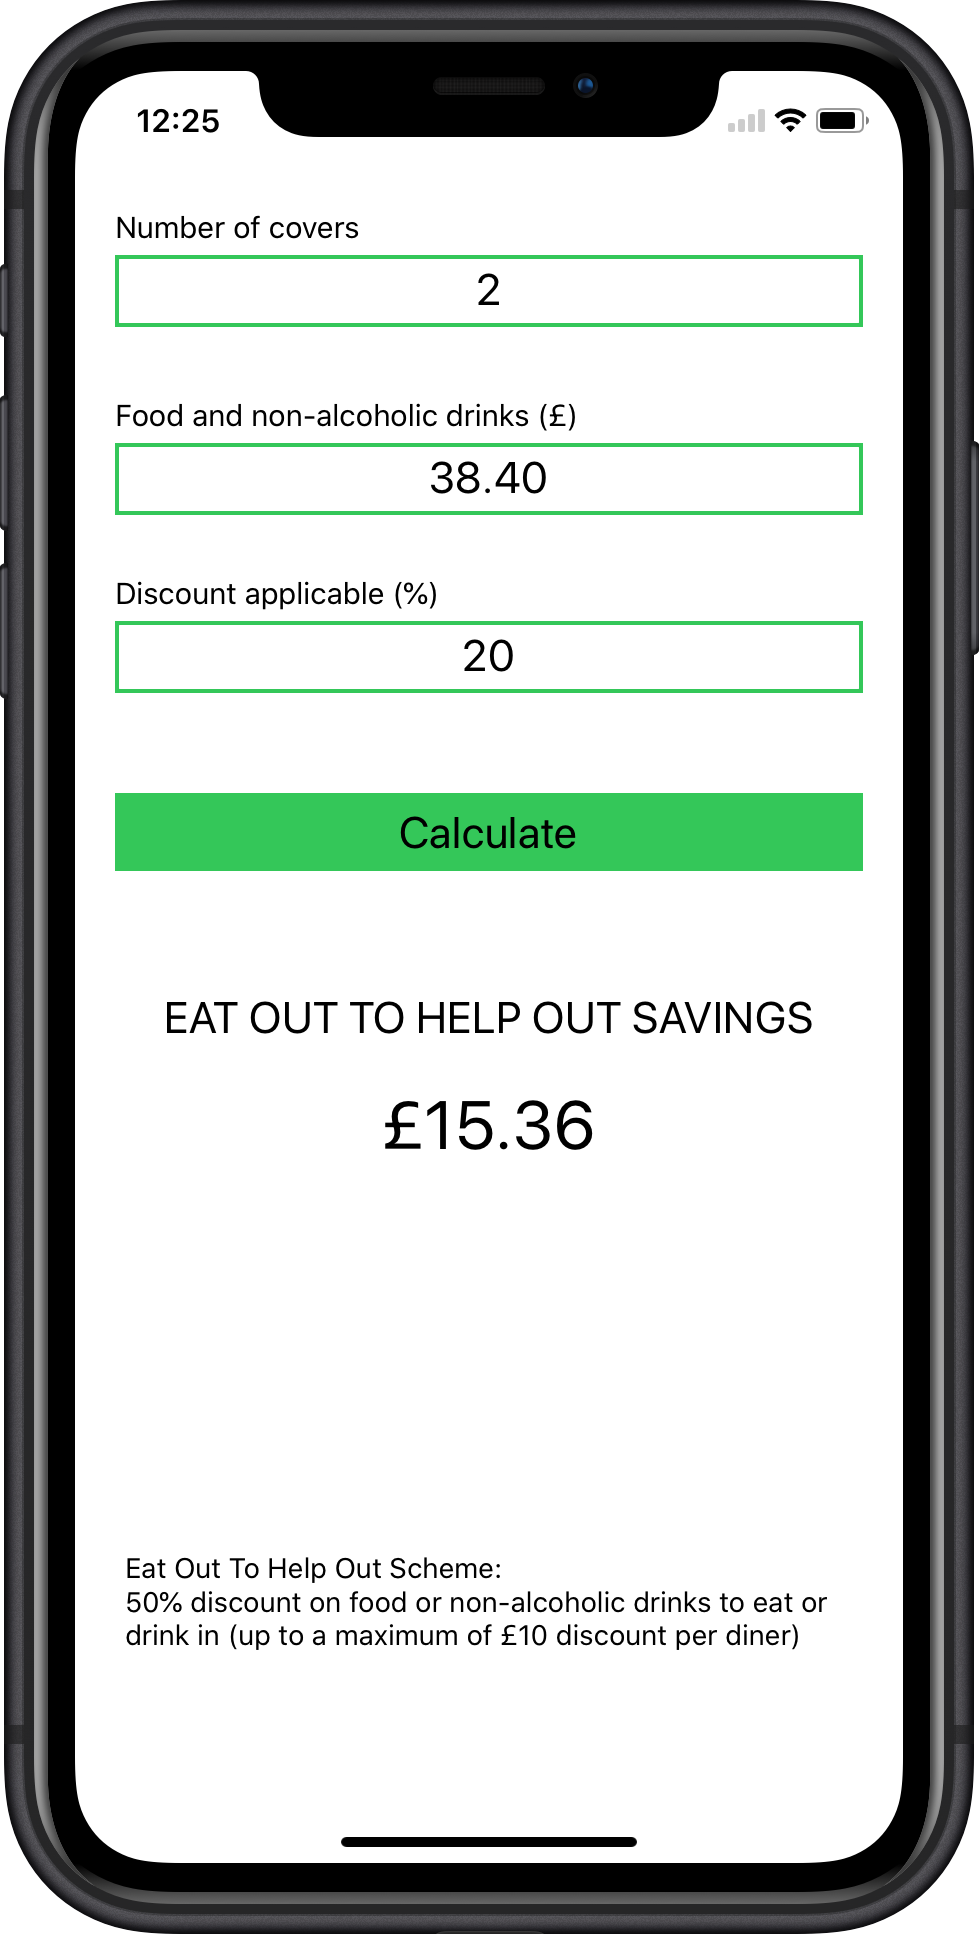 12:25
Number of covers
2
Food and non-alcoholic drinks (£)
38.40
Discount applicable (%)
20
Calculate
EAT OUT TO HELP OUT SAVINGS
£15.36
Eat Out To Help Out Scheme:
50% discount on food or non-alcoholic drinks to eat or
drink in (up to a maximum of £10 discount per diner)